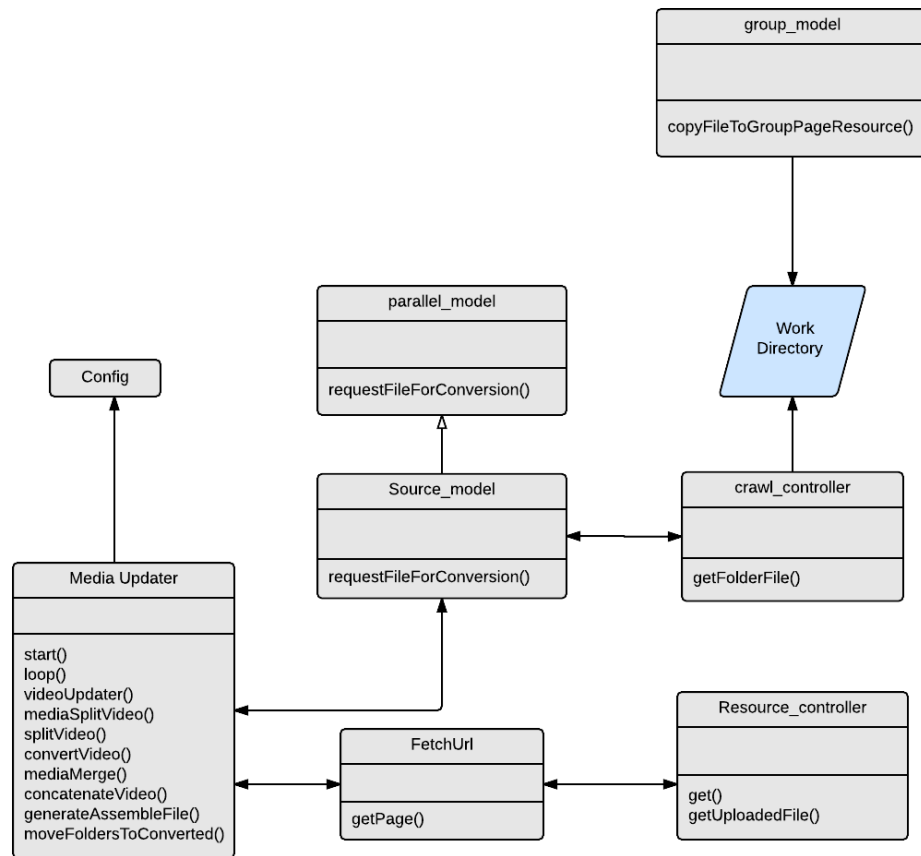 group_model
copyFileToGroupPageResource()
parallel_model
requestFileForConversion()
Work
Directory
Config
Source_model
requestFileForConversion()
crawl_controller
getFolderFile()
Media Updater
start()
loop()
videoUpdater()
mediaSplitVideo()
splitVideo()
convertVideo()
mediaMerge()
concatenateVideo()
generateAssembleFile()
moveFoldersToConverted()
FetchUrl
getPage()
Resource_controller
get()
getUploadedFile()